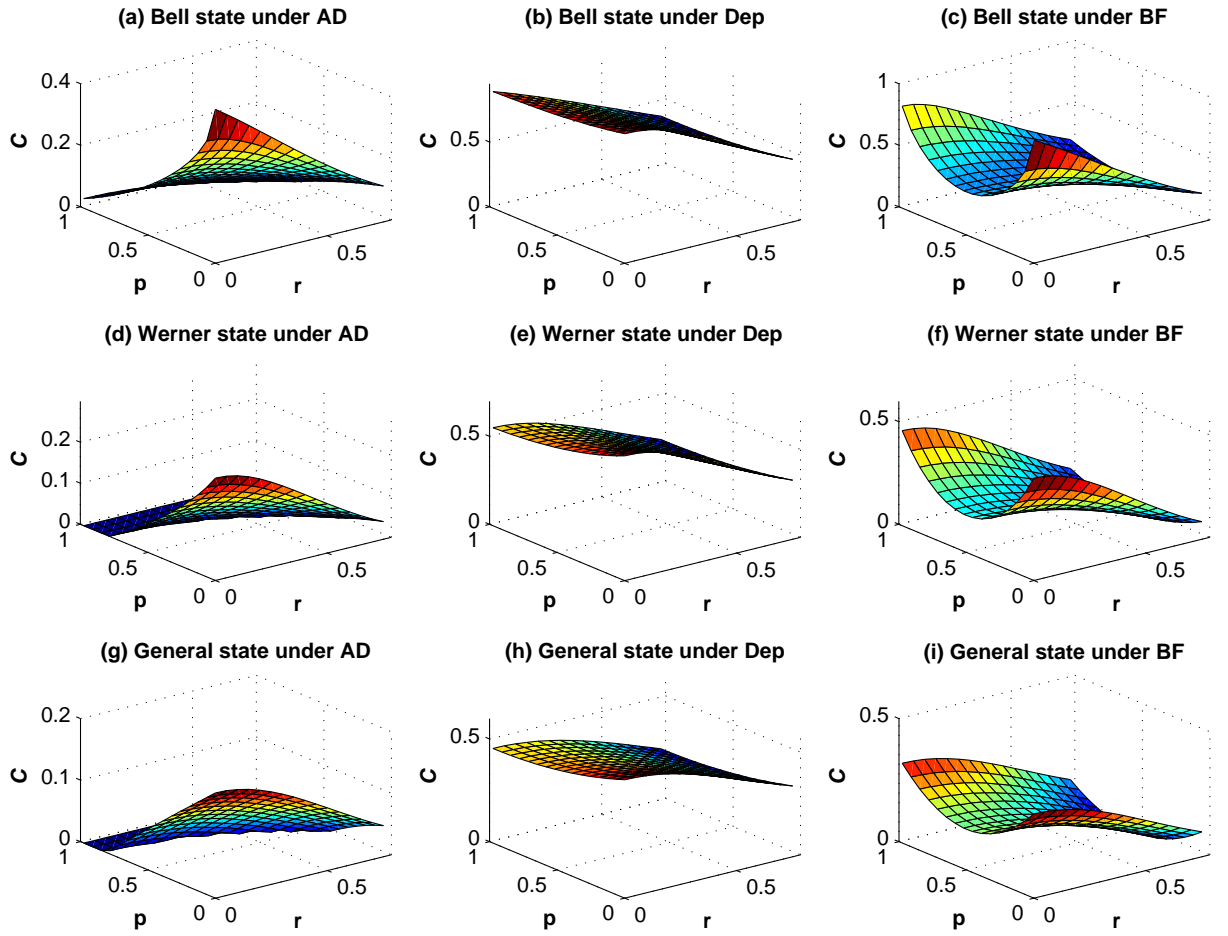 (a) Bell state under AD
(b) Bell state under Dep
(c) Bell state under BF
0.4
0.2
0
C
1
0.5
0
p
0
0.5
r
0.5
0
C
1
0.5
0
p
0
0.5
r
1
0.5
0
C
1
0.5
0
p
0
0.5
r
(d) Werner state under AD
(e) Werner state under Dep
(f) Werner state under BF
0.2
0.1
0
C
1
0.5
0
p
0
0.5
r
0.5
0
C
1
0.5
0
p
0
0.5
r
0.5
0
C
1
0.5
0
p
0
0.5
r
(g) General state under AD
(h) General state under Dep
(i) General state under BF
0.2
0.1
0
C
1
0.5
0
p
0
0.5
r
0.5
0
C
1
0.5
0
p
0
0.5
r
0.5
0
C
1
0.5
0
p
0
0.5
r